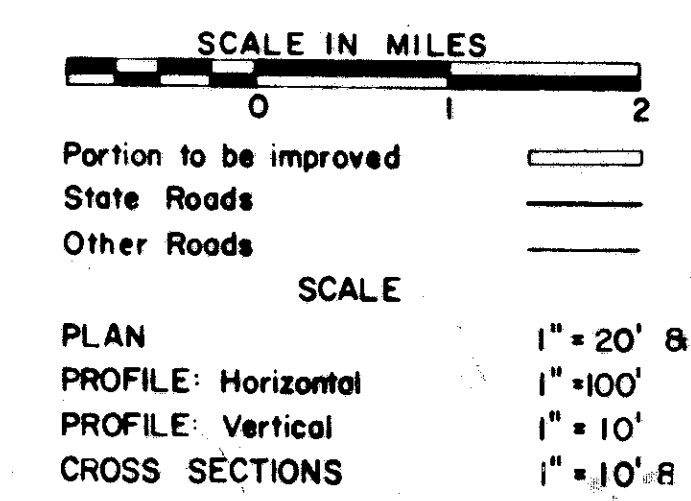 SCALE IN MILES
0 1 2
Portion to be improved
State Roads
Other Roads
SCALE
PLAN 1" = 20' &
PROFILE: Horizontal 1" =100'
PROFILE: Vertical 1" = 10'
CROSS SECTIONS 1" = 10' &